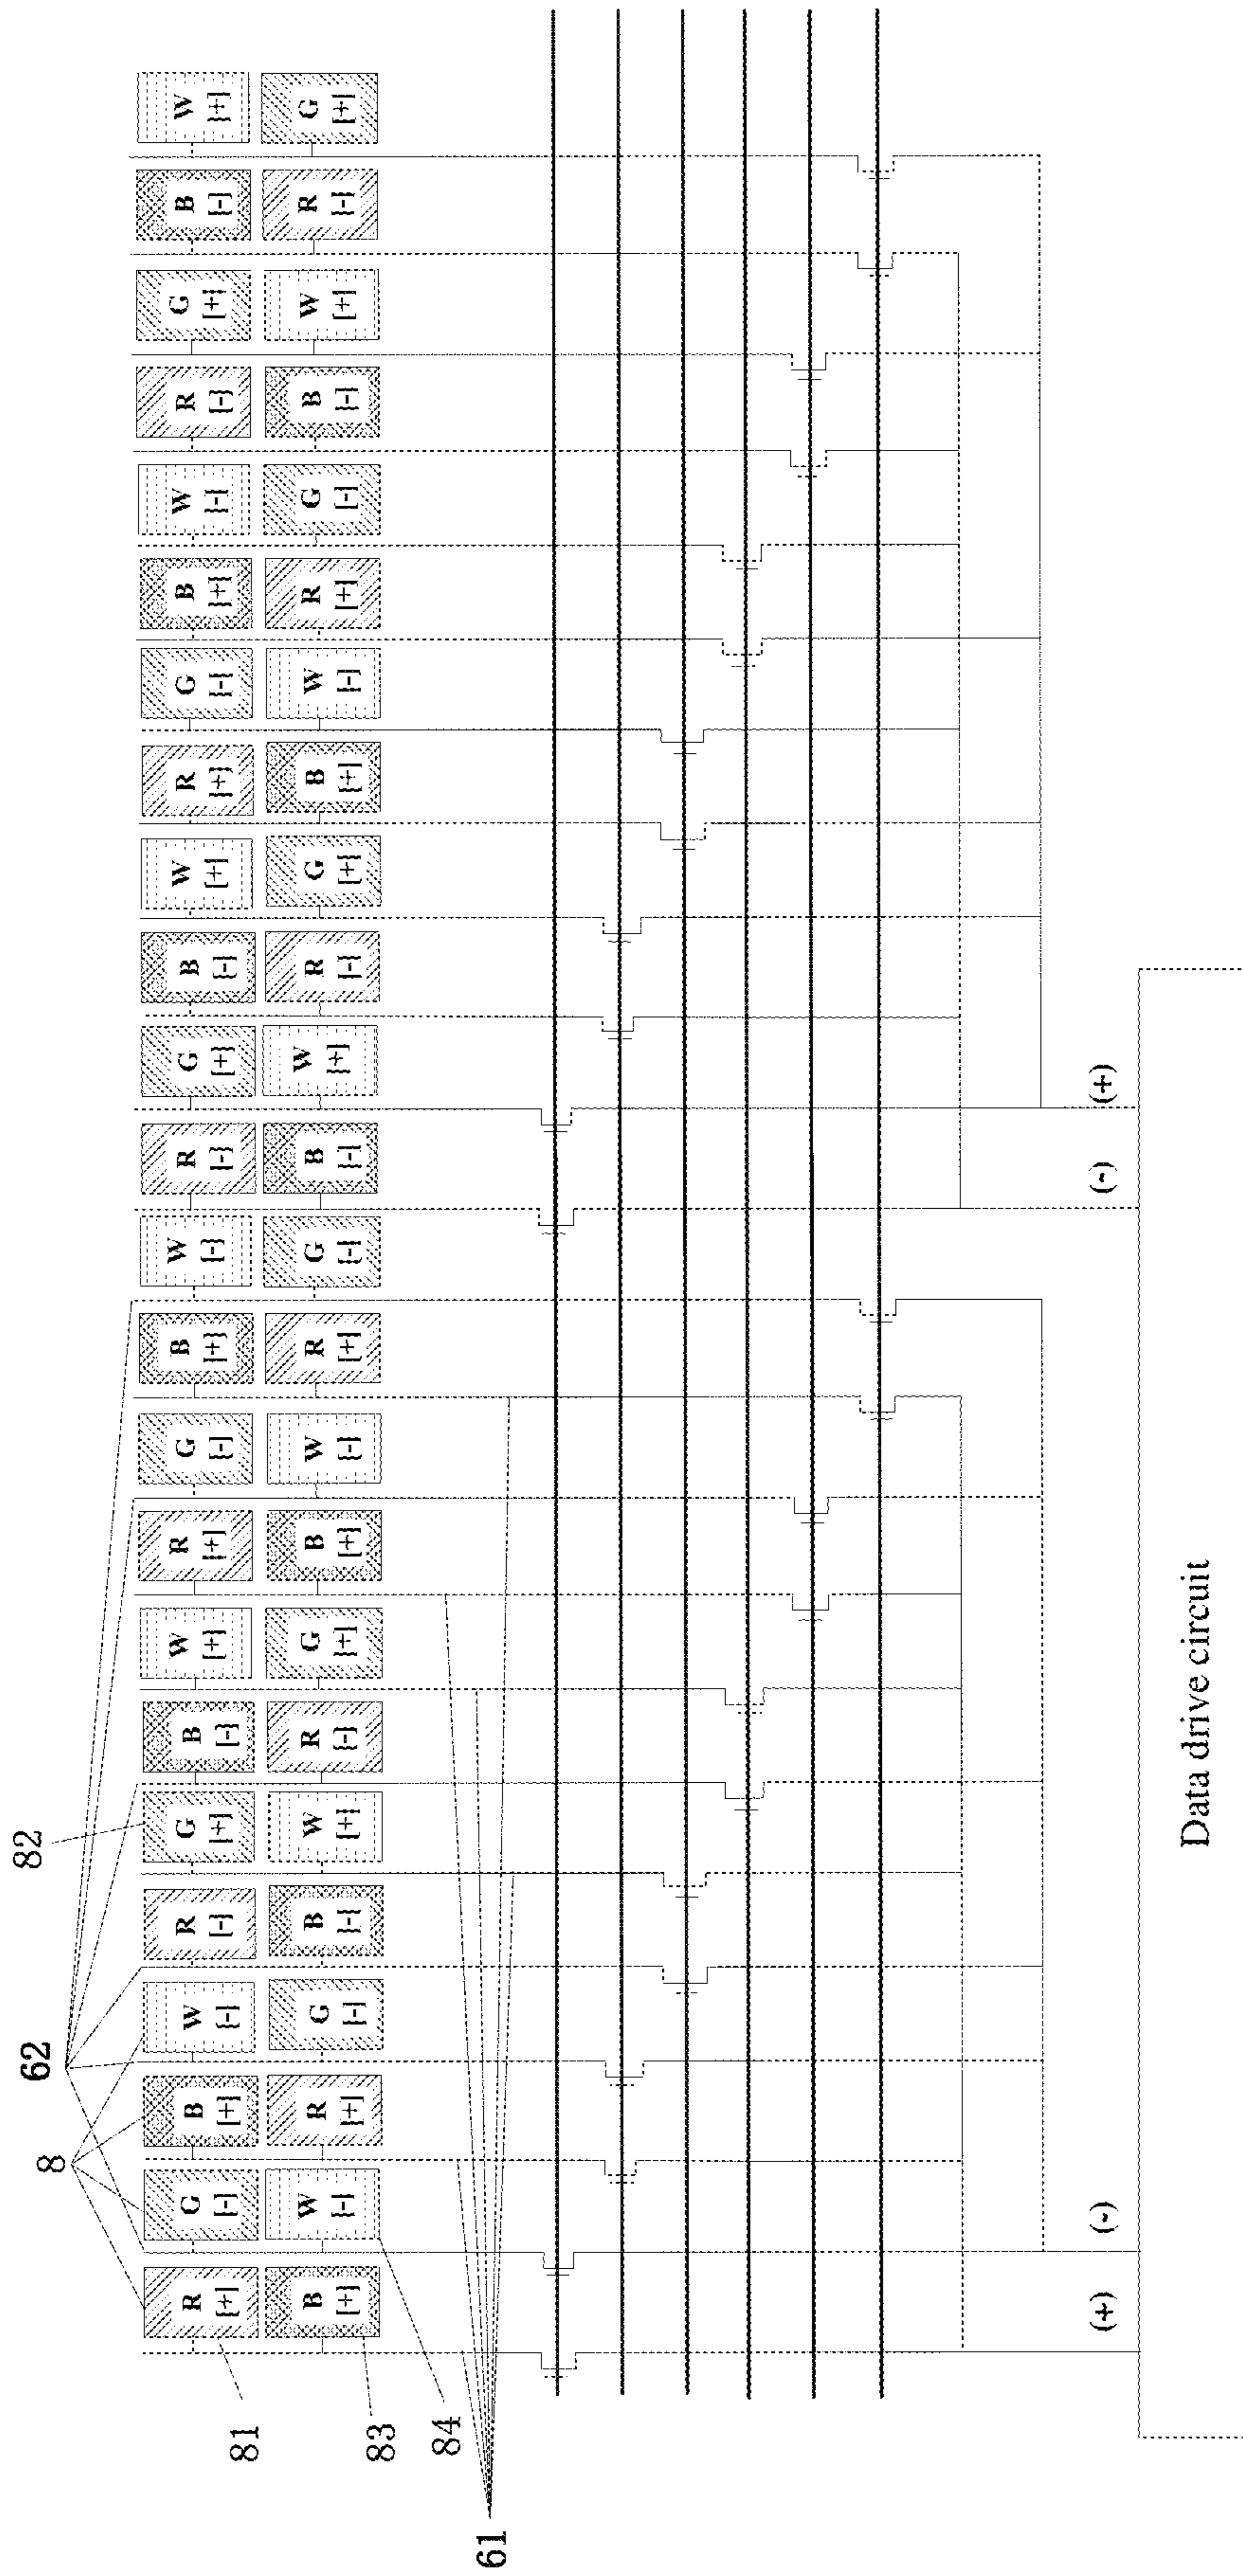 8 62 82
R G B W R G B W R G B W R G B W R G B W R G B W
[+] [-] [+] [-] [-] [+] [-] [+] [+] [-] [+] [-] [-] [+] [-] [+] [+] [-] [+] [-] [-] [+] [-] [+]
81
B W R G B W R G B W R G B W R G B W R G B W R G
[+] [-] [+] [-] [-] [+] [-] [+] [+] [-] [+] [-] [-] [+] [-] [+] [+] [-] [+] [-] [-] [+] [-] [+]
83
84
61
(+) (-) (-) (+)
Data drive circuit